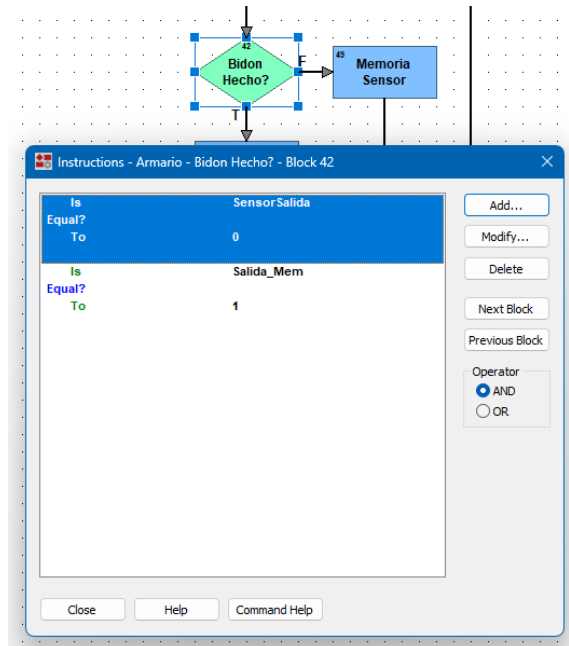 42
Bidon
Hecho?
F
49
Memoria
Sensor
T
Instructions - Armario - Bidon Hecho? - Block 42
Is SensorSalida
Equal?
To 0
Is Salida_Mem
Equal?
To 1
Add...
Modify...
Delete
Next Block
Previous Block
Operator
AND
OR
Close Help Command Help